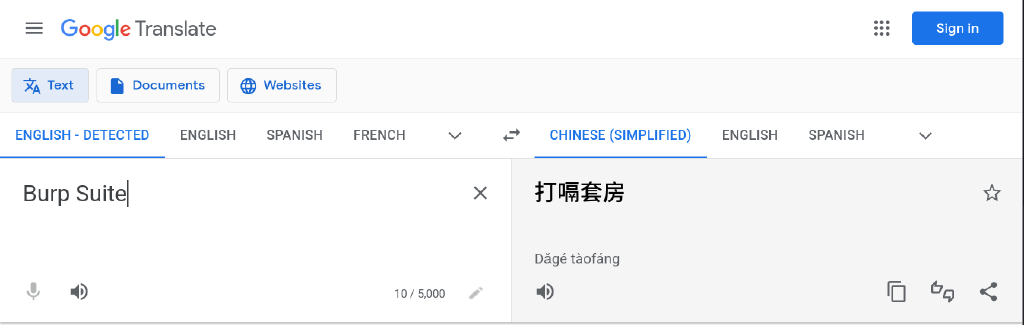 Google Translate
Sign in
Text
Documents
Websites
ENGLISH - DETECTED
ENGLISH
SPANISH
FRENCH
CHINESE (SIMPLIFIED)
ENGLISH
SPANISH
Burp Suite
打嗝套房
Dǎgé tàofáng
10 / 5,000